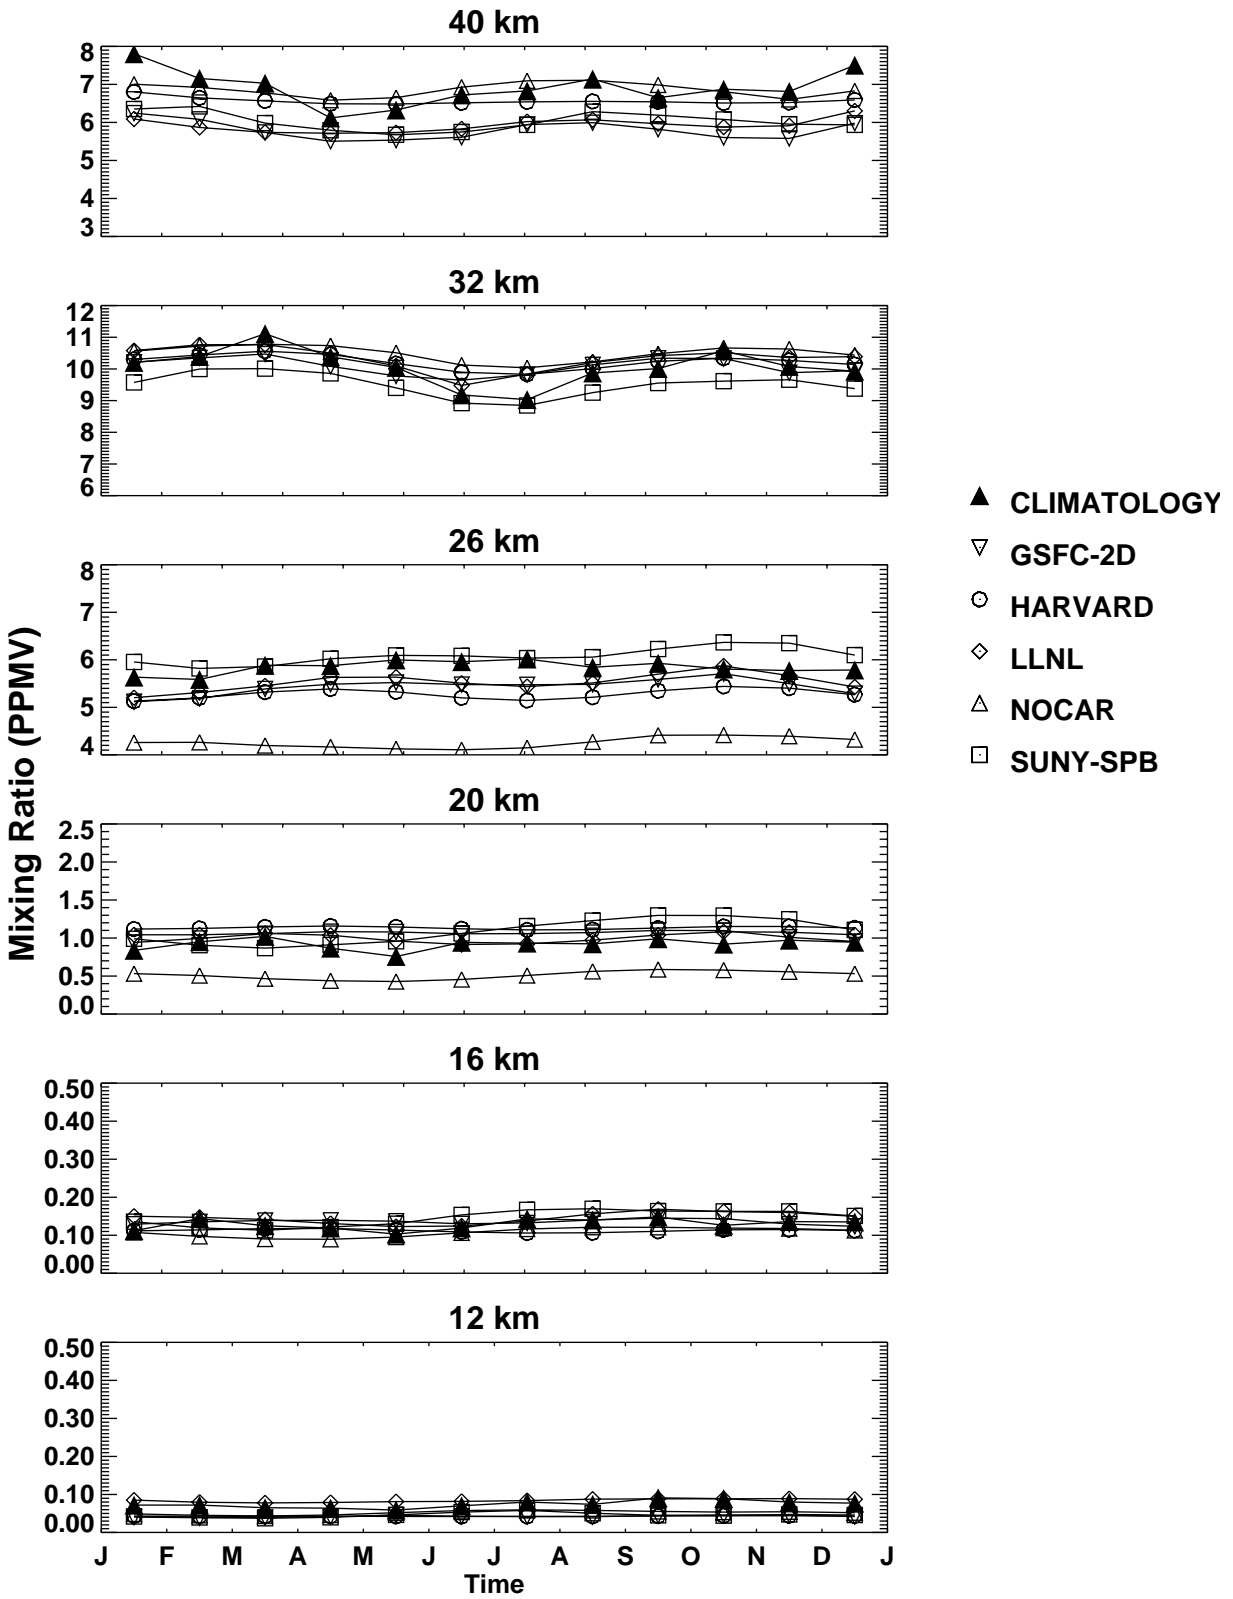 40 km
8
7
6
5
4
3
32 km
12
11
10
9
8
7
6
26 km
8
7
6
5
4
20 km
2.5
2.0
1.5
1.0
0.5
0.0
16 km
0.50
0.40
0.30
0.20
0.10
0.00
12 km
0.50
0.40
0.30
0.20
0.10
0.00
J F M A M J J A S O N D J
Time
Mixing Ratio (PPMV)
CLIMATOLOGY
GSFC-2D
HARVARD
LLNL
NOCAR
SUNY-SPB